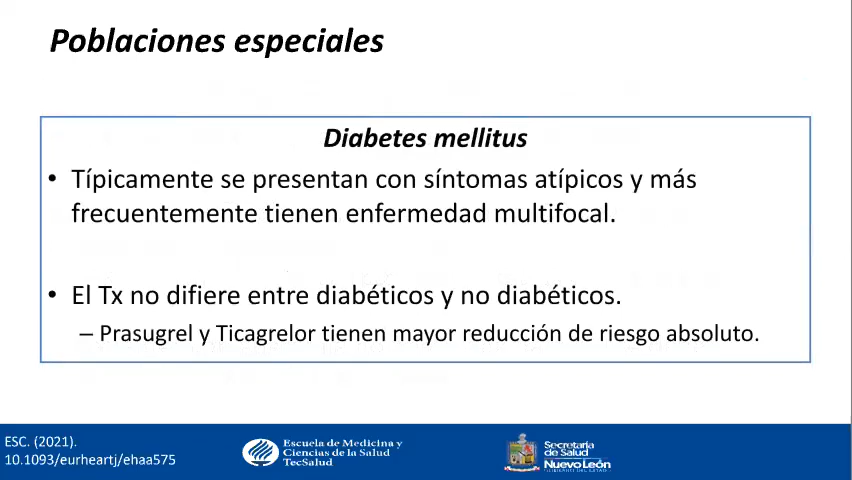 Poblaciones especiales
Diabetes mellitus
• Típicamente se presentan con síntomas atípicos y más
frecuentemente tienen enfermedad multifocal.
• El Tx no difiere entre diabéticos y no diabéticos.
– Prasugrel y Ticagrelor tienen mayor reducción de riesgo absoluto.
ESC. (2021).
10.1093/eurheartj/ehaa575
Escuela de Medicina y
Ciencias de la Salud
TecSalud
Secretaría
de Salud
Nuevo León